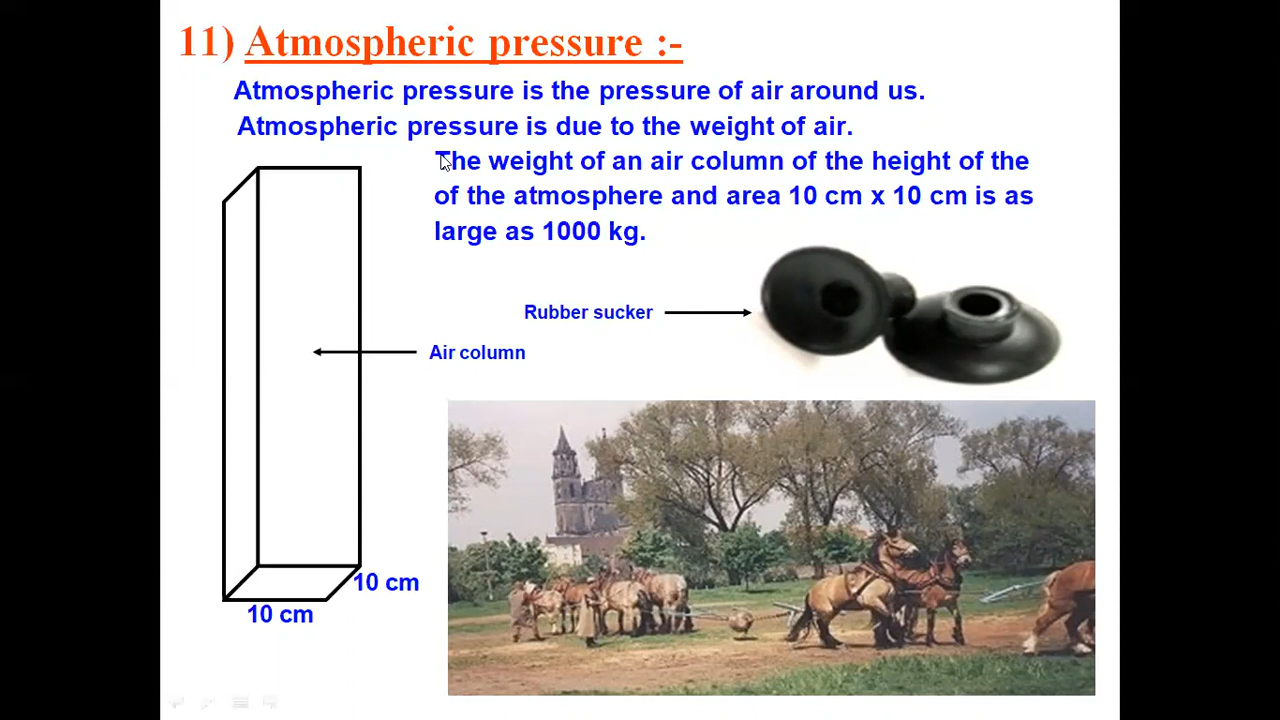 11) Atmospheric pressure :-
Atmospheric pressure is the pressure of air around us.
Atmospheric pressure is due to the weight of air.
The weight of an air column of the height of the
of the atmosphere and area 10 cm x 10 cm is as
large as 1000 kg.
Rubber sucker
Air column
10 cm
10 cm